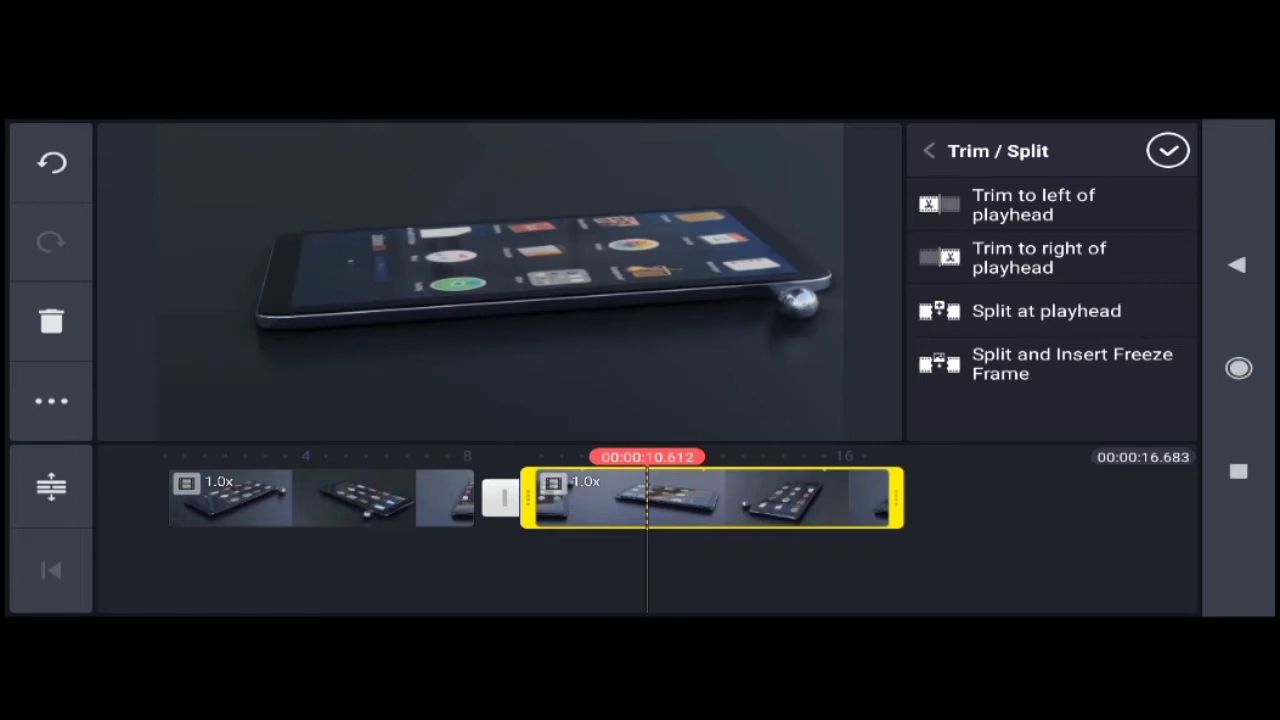 Trim / Split
Trim to left of
playhead
Trim to right of
playhead
Split at playhead
Split and Insert Freeze
Frame
4
8
00:00:10.612
16
00:00:16.683
1.0x
1.0x